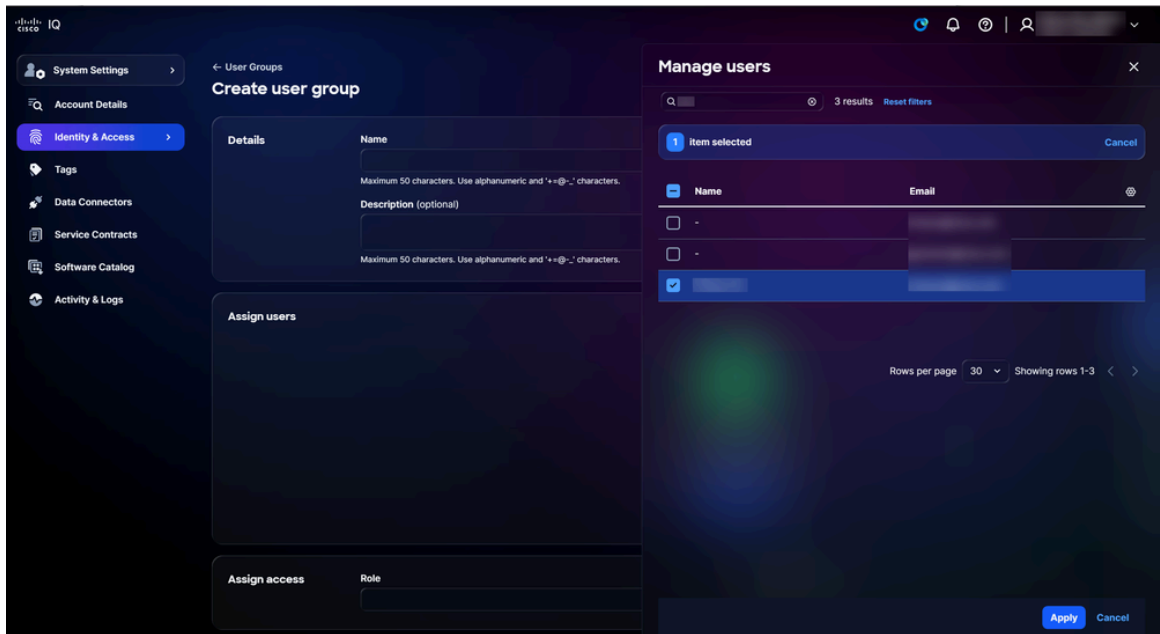 cisco IQ
System Settings
Account Details
Identity & Access
Tags
Data Connectors
Service Contracts
Software Catalog
Activity & Logs
← User Groups
Create user group
Details
Name
Maximum 50 characters. Use alphanumeric and '+=@-_' characters.
Description (optional)
Maximum 50 characters. Use alphanumeric and '+=@-_' characters.
Assign users
Assign access
Role
Manage users
3 results Reset filters
1 item selected Cancel
Name Email
-
-
Rows per page 30 Showing rows 1-3
Apply Cancel